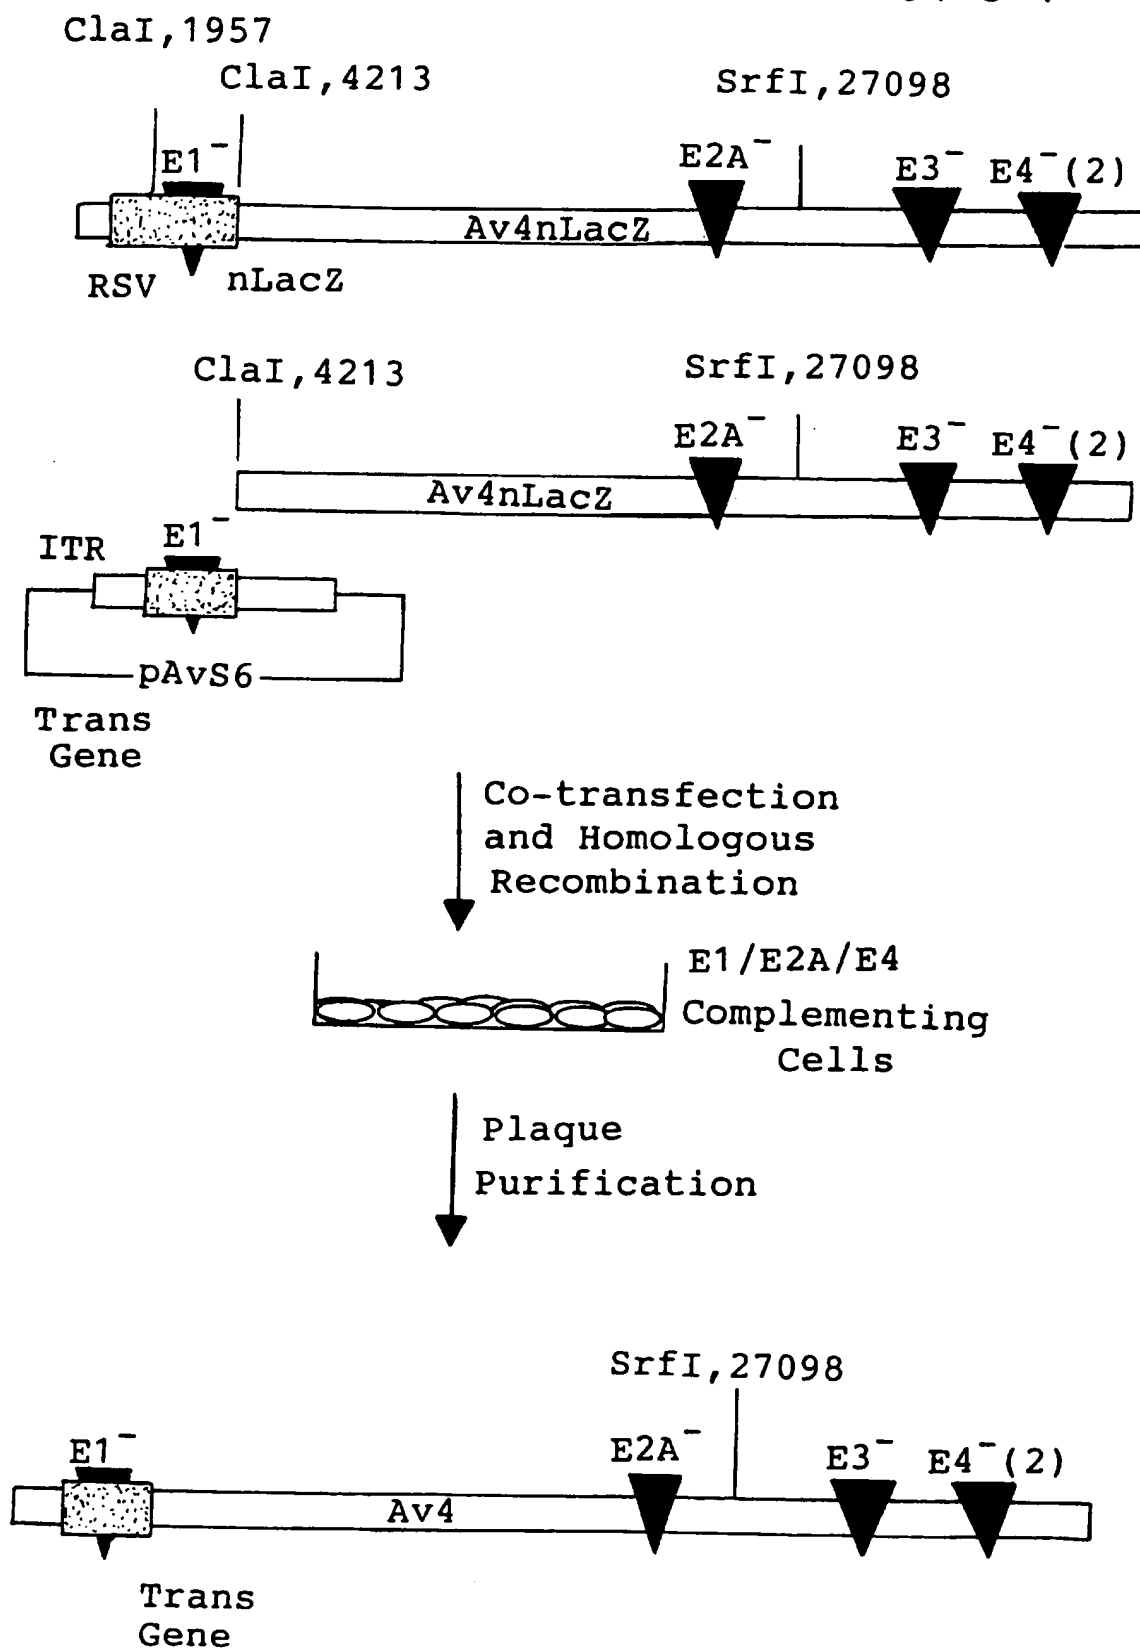 ClaI,1957
ClaI,4213
SrfI,27098
E1⁻
E2A⁻
E3⁻
E4⁻(2)
Av4nLacZ
RSV
nLacZ
ClaI,4213
SrfI,27098
E2A⁻
E3⁻
E4⁻(2)
Av4nLacZ
ITR
E1⁻
pAvS6
Trans
Gene
Co-transfection
and Homologous
Recombination
E1/E2A/E4
Complementing
Cells
Plaque
Purification
SrfI,27098
E1⁻
E2A⁻
E3⁻
E4⁻(2)
Av4
Trans
Gene